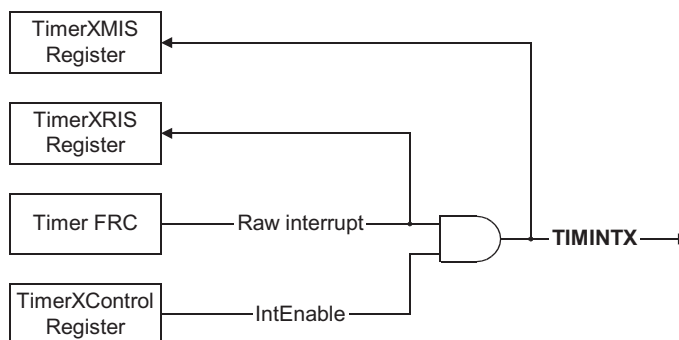 TimerXMIS
Register
TimerXRIS
Register
Timer FRC
Raw interrupt
TIMINTX
TimerXControl
Register
IntEnable